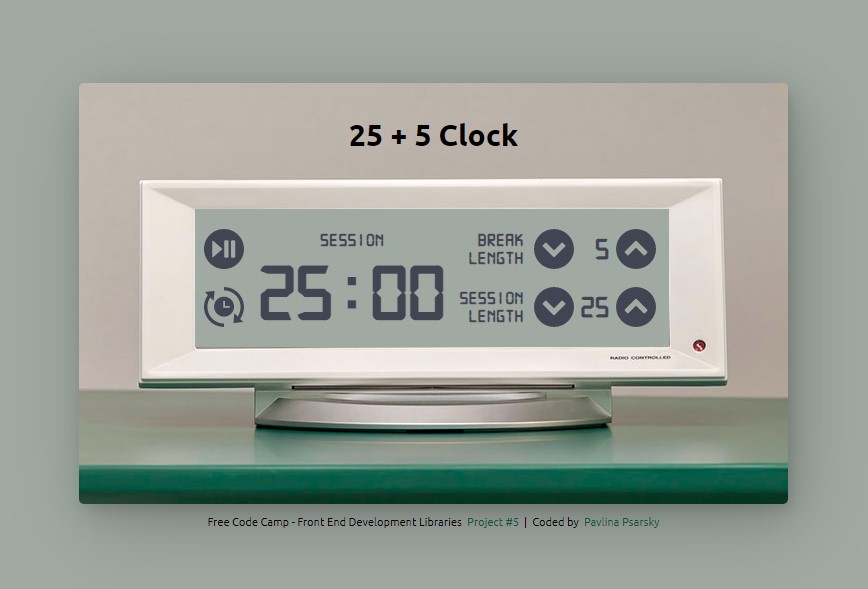 25 + 5 Clock
SESSION
25:00
BREAK
LENGTH
5
SESSION
LENGTH
25
RADIO CONTROLLED
Free Code Camp - Front End Development Libraries Project #5 | Coded by Pavlina Psarsky